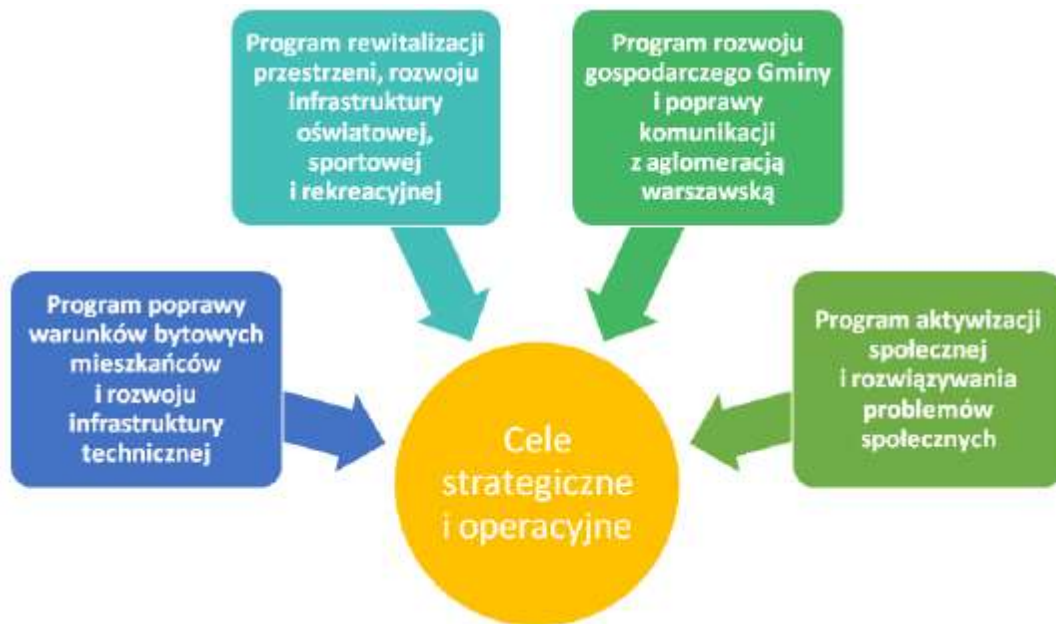 Program rewitalizacji
przestrzeni, rozwoju
infrastruktury
oświatowej,
sportowej
i rekreacyjnej
Program rozwoju
gospodarczego Gminy
i poprawy
komunikacji
z aglomeracją
warszawską
Program poprawy
warunków bytowych
mieszkańców
i rozwoju
infrastruktury
technicznej
Program aktywizacji
społecznej
i rozwiązywania
problemów
społecznych
Cele
strategiczne
i operacyjne